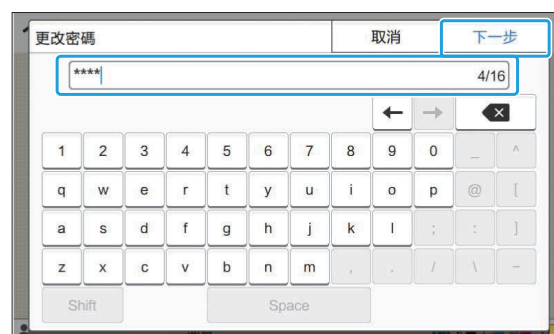 更改密碼 取消 下一步
**** 4/16
← →
1 2 3 4 5 6 7 8 9 0 _ ^
q w e r t y u i o p @ [
a s d f g h j k l ; : ]
z x c v b n m , . / \ -
Shift Space